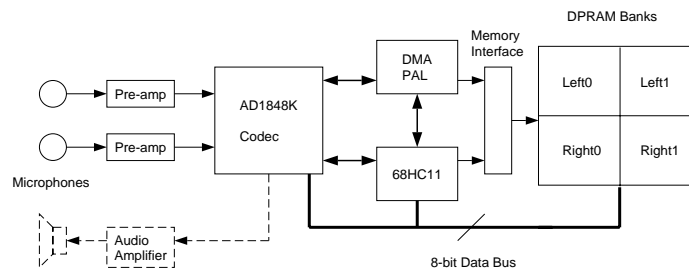 DPRAM Banks
Memory
Interface
DMA
PAL
Left0
Left1
Pre-amp
AD1848K
Codec
Pre-amp
Right0
Right1
68HC11
Microphones
Audio
Amplifier
8-bit Data Bus